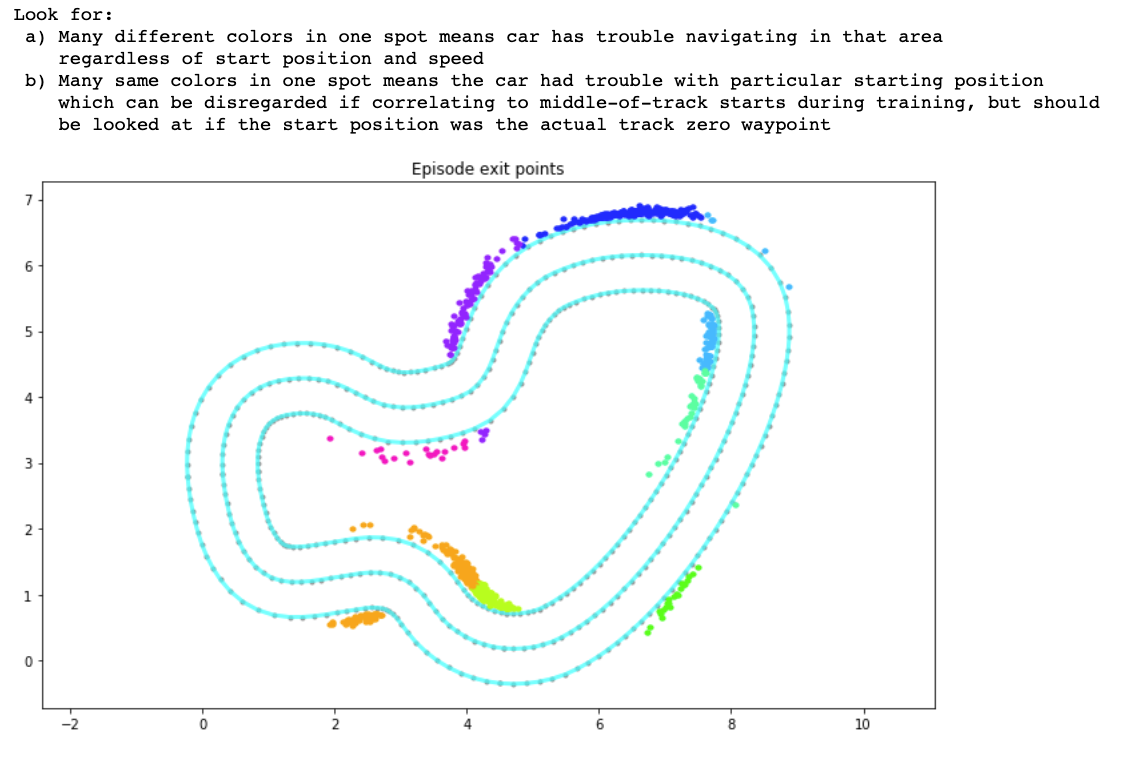 Look for:
a) Many different colors in one spot means car has trouble navigating in that area
regardless of start position and speed
b) Many same colors in one spot means the car had trouble with particular starting position
which can be disregarded if correlating to middle-of-track starts during training, but should
be looked at if the start position was the actual track zero waypoint
Episode exit points
7
6
5
4
3
2
1
0
−2 0 2 4 6 8 10